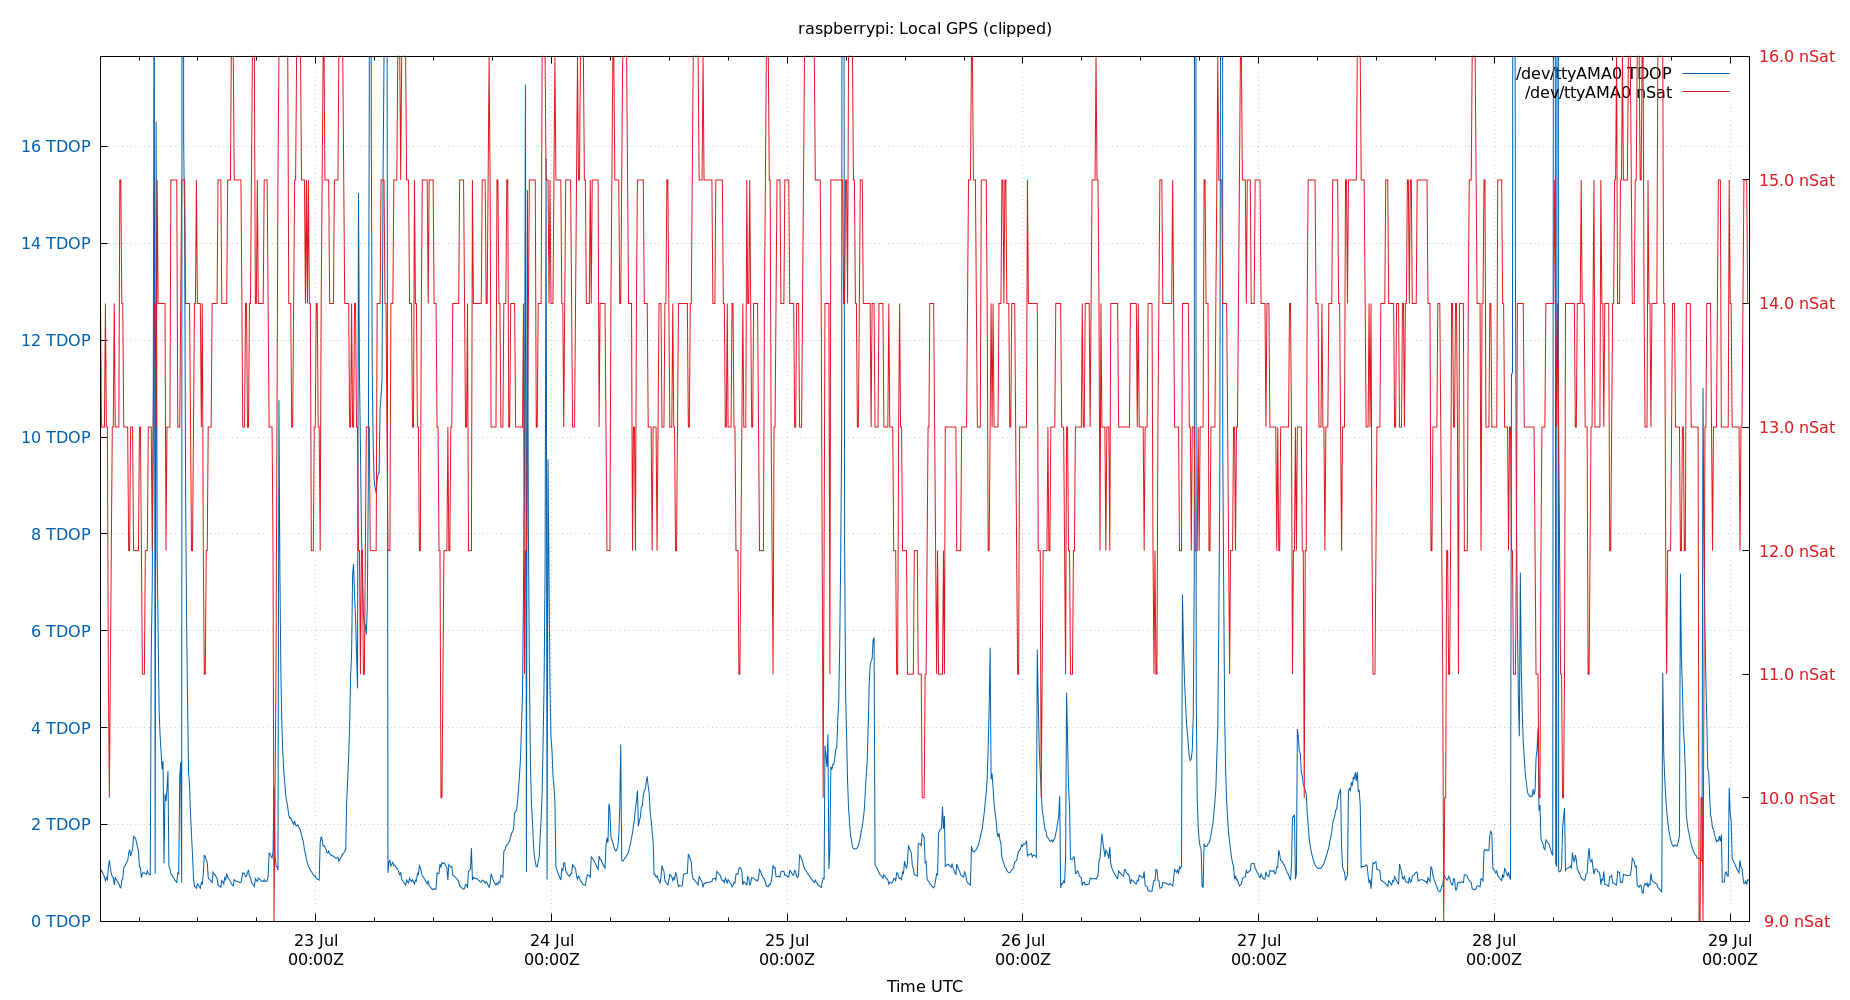 raspberrypi: Local GPS (clipped)
/dev/ttyAMA0 TDOP
/dev/ttyAMA0 nSat
16 TDOP
14 TDOP
12 TDOP
10 TDOP
8 TDOP
6 TDOP
4 TDOP
2 TDOP
0 TDOP
16.0 nSat
15.0 nSat
14.0 nSat
13.0 nSat
12.0 nSat
11.0 nSat
10.0 nSat
9.0 nSat
23 Jul
00:00Z
24 Jul
00:00Z
25 Jul
00:00Z
26 Jul
00:00Z
27 Jul
00:00Z
28 Jul
00:00Z
29 Jul
00:00Z
Time UTC